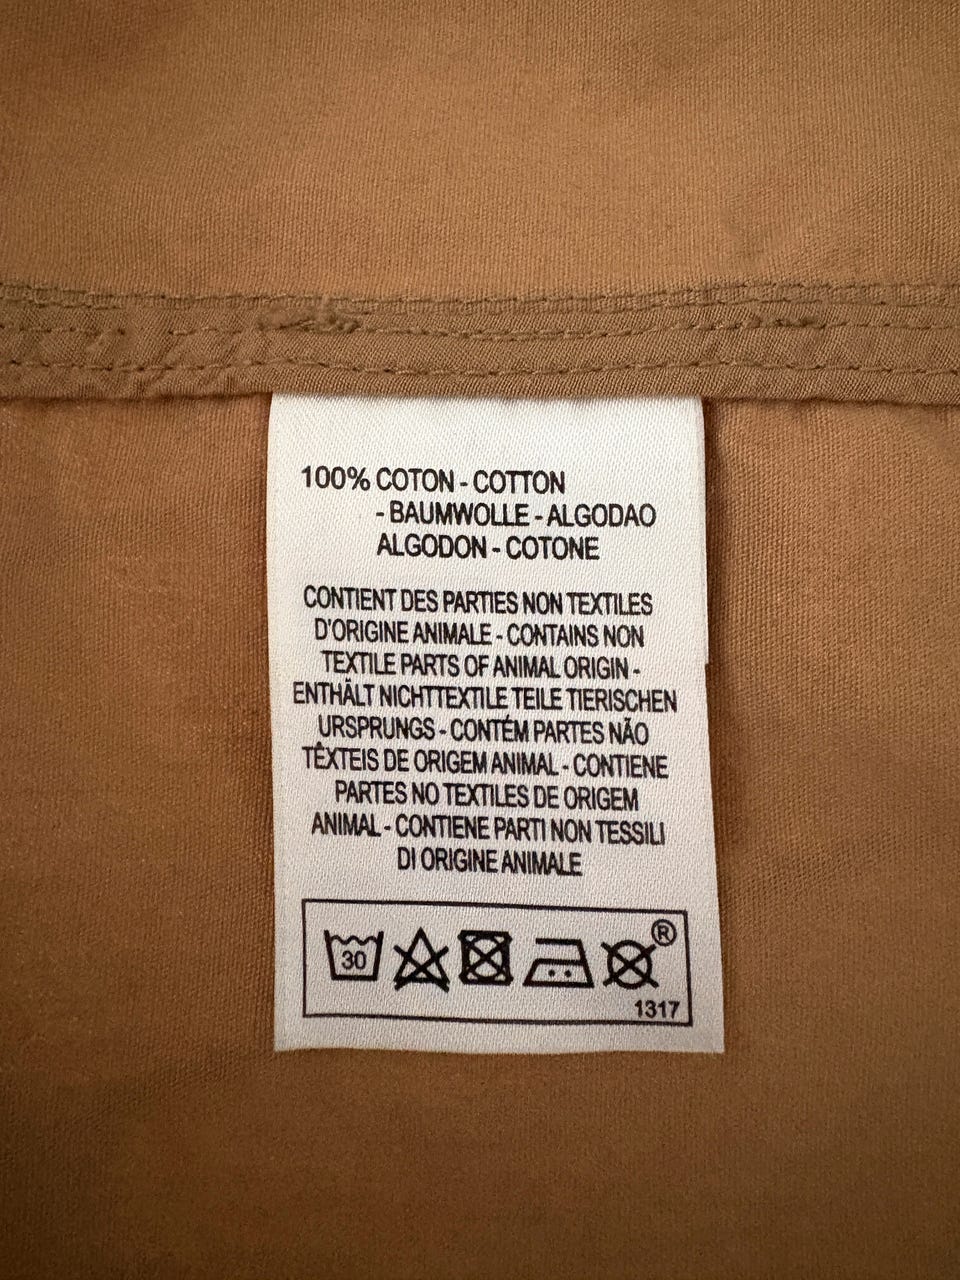 100% COTON - COTTON
- BAUMWOLLE - ALGODAO
ALGODON - COTONE
CONTIENT DES PARTIES NON TEXTILES
D'ORIGINE ANIMALE - CONTAINS NON
TEXTILE PARTS OF ANIMAL ORIGIN -
ENTHÄLT NICHTTEXTILE TEILE TIERISCHEN
URSPRUNGS - CONTÉM PARTES NÃO
TÊXTEIS DE ORIGEM ANIMAL - CONTIENE
PARTES NO TEXTILES DE ORIGEM
ANIMAL - CONTIENE PARTI NON TESSILI
DI ORIGINE ANIMALE
30 ®
1317